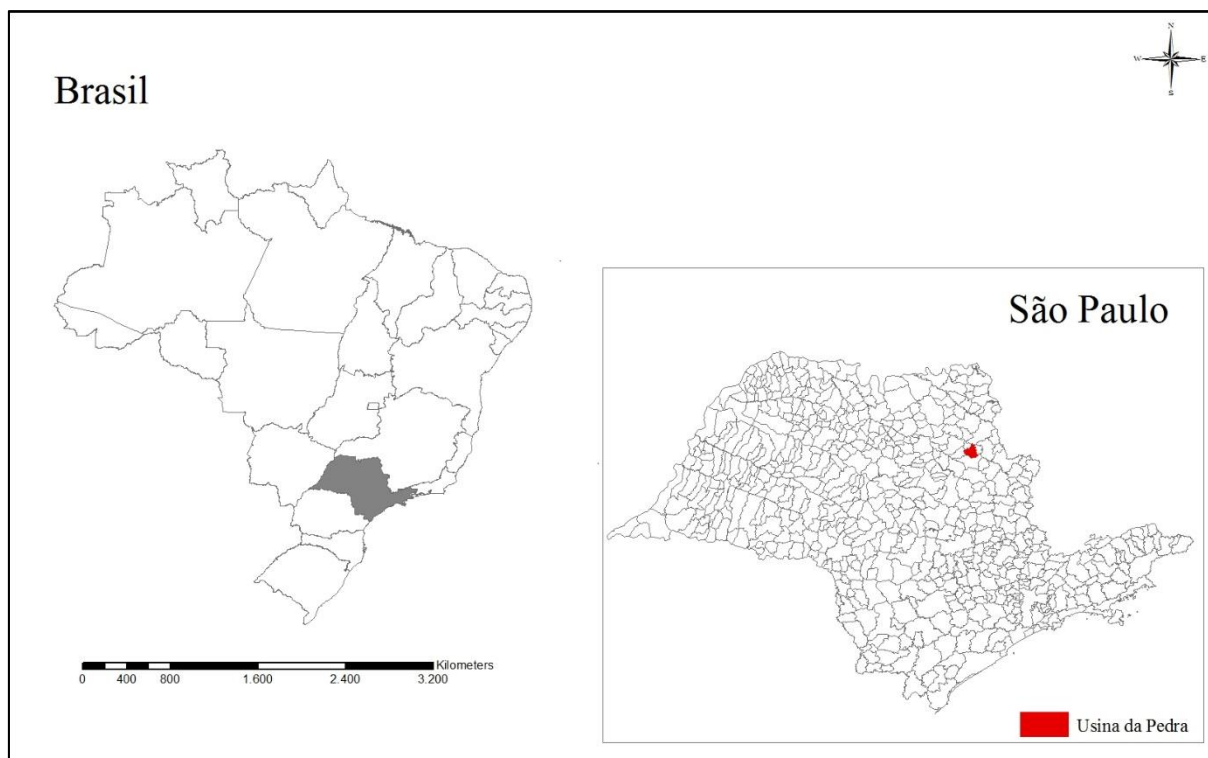 N
W E
S
Brasil
São Paulo
Kilometers
0 400 800 1.600 2.400 3.200
Usina da Pedra